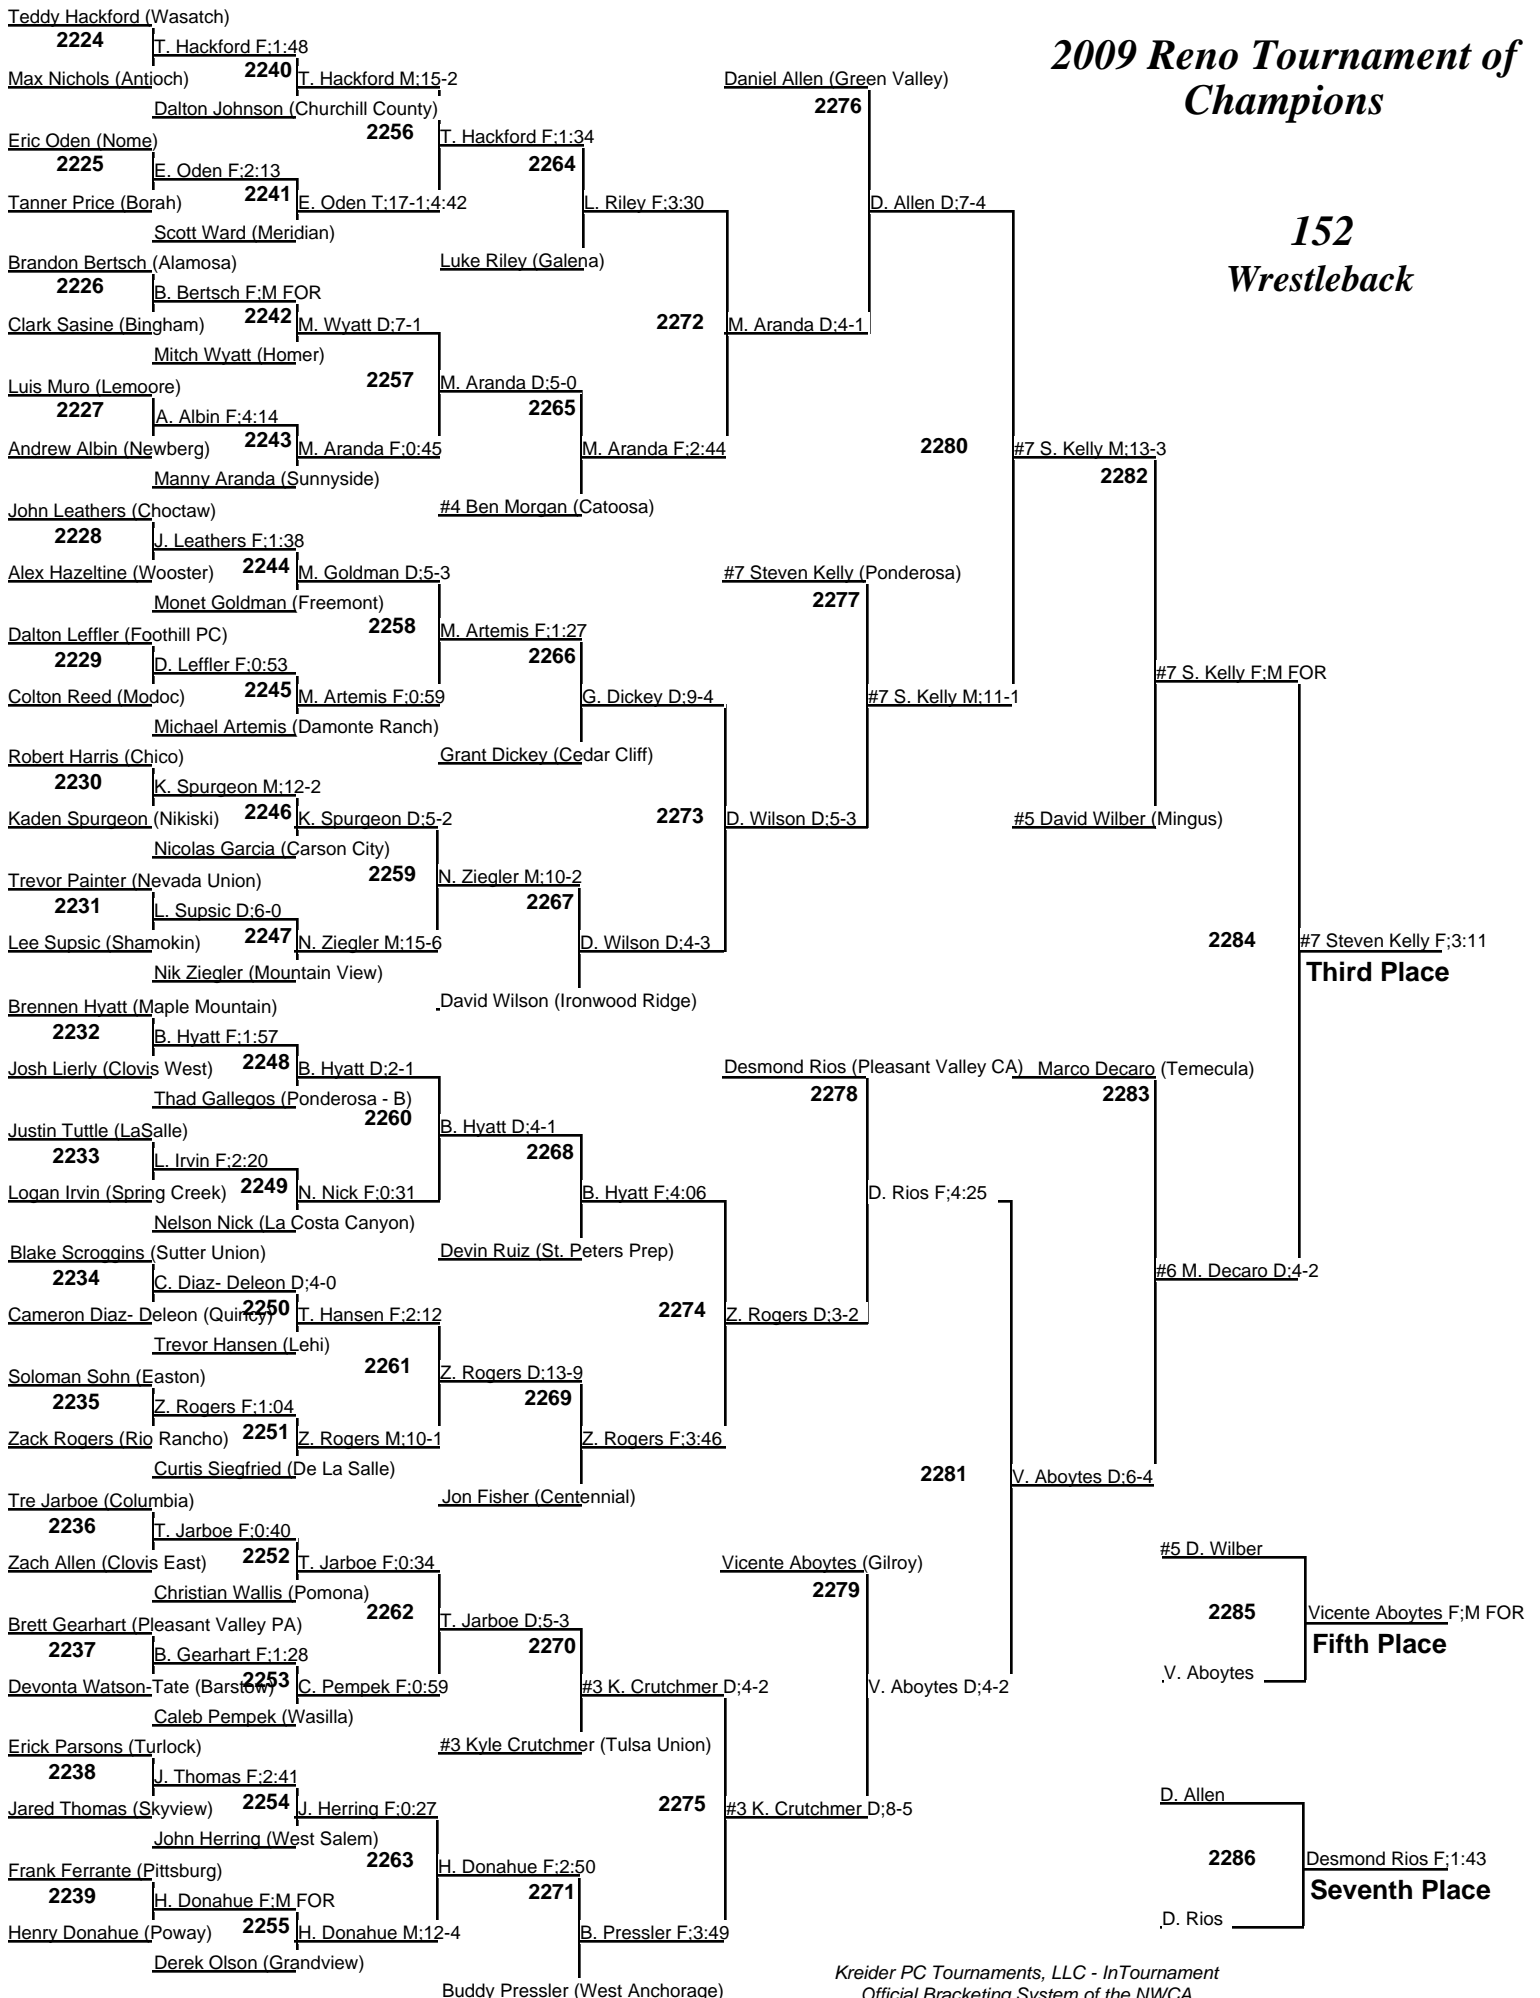 2009 Reno Tournament of
Champions
152
Wrestleback
Teddy Hackford (Wasatch)
2224
T. Hackford F;1:48
Max Nichols (Antioch)
2240
T. Hackford M;15-2
Dalton Johnson (Churchill County)
2256
T. Hackford F;1:34
Eric Oden (Nome)
2225
E. Oden F;2:13
Tanner Price (Borah)
2241
E. Oden T;17-1;4:42
Scott Ward (Meridian)
2264
L. Riley F;3:30
Luke Riley (Galena)
Brandon Bertsch (Alamosa)
2226
B. Bertsch F;M FOR
Clark Sasine (Bingham)
2242
M. Wyatt D;7-1
Mitch Wyatt (Homer)
2257
M. Aranda D;5-0
Luis Muro (Lemoore)
2227
A. Albin F;4:14
Andrew Albin (Newberg)
2243
M. Aranda F;0:45
Manny Aranda (Sunnyside)
2265
M. Aranda F;2:44
#4 Ben Morgan (Catoosa)
2272
M. Aranda D;4-1
Daniel Allen (Green Valley)
2276
D. Allen D;7-4
John Leathers (Choctaw)
2228
J. Leathers F;1:38
Alex Hazeltine (Wooster)
2244
M. Goldman D;5-3
Monet Goldman (Freemont)
2258
M. Artemis F;1:27
Dalton Leffler (Foothill PC)
2229
D. Leffler F;0:53
Colton Reed (Modoc)
2245
M. Artemis F;0:59
Michael Artemis (Damonte Ranch)
2266
G. Dickey D;9-4
Grant Dickey (Cedar Cliff)
Robert Harris (Chico)
2230
K. Spurgeon M;12-2
Kaden Spurgeon (Nikiski)
2246
K. Spurgeon D;5-2
Nicolas Garcia (Carson City)
2259
N. Ziegler M;10-2
Trevor Painter (Nevada Union)
2231
L. Supsic D;6-0
Lee Supsic (Shamokin)
2247
N. Ziegler M;15-6
Nik Ziegler (Mountain View)
2267
D. Wilson D;4-3
David Wilson (Ironwood Ridge)
2273
D. Wilson D;5-3
#7 Steven Kelly (Ponderosa)
2277
#7 S. Kelly M;11-1
2280
#7 S. Kelly M;13-3
2282
#7 S. Kelly F;M FOR
#5 David Wilber (Mingus)
Brennen Hyatt (Maple Mountain)
2232
B. Hyatt F;1:57
Josh Lierly (Clovis West)
2248
B. Hyatt D;2-1
Thad Gallegos (Ponderosa - B)
2260
B. Hyatt D;4-1
Justin Tuttle (LaSalle)
2233
L. Irvin F;2:20
Logan Irvin (Spring Creek)
2249
N. Nick F;0:31
Nelson Nick (La Costa Canyon)
2268
B. Hyatt F;4:06
Devin Ruiz (St. Peters Prep)
Blake Scroggins (Sutter Union)
2234
C. Diaz- Deleon D;4-0
Cameron Diaz- Deleon (Quincy)
2250
T. Hansen F;2:12
Trevor Hansen (Lehi)
2261
Z. Rogers D;13-9
Soloman Sohn (Easton)
2235
Z. Rogers F;1:04
Zack Rogers (Rio Rancho)
2251
Z. Rogers M;10-1
Curtis Siegfried (De La Salle)
2269
Z. Rogers F;3:46
Jon Fisher (Centennial)
2274
Z. Rogers D;3-2
Desmond Rios (Pleasant Valley CA)
2278
D. Rios F;4:25
Tre Jarboe (Columbia)
2236
T. Jarboe F;0:40
Zach Allen (Clovis East)
2252
T. Jarboe F;0:34
Christian Wallis (Pomona)
2262
T. Jarboe D;5-3
Brett Gearhart (Pleasant Valley PA)
2237
B. Gearhart F;1:28
Devonta Watson-Tate (Barstow)
2253
C. Pempek F;0:59
Caleb Pempek (Wasilla)
2270
#3 K. Crutchmer D;4-2
#3 Kyle Crutchmer (Tulsa Union)
Erick Parsons (Turlock)
2238
J. Thomas F;2:41
Jared Thomas (Skyview)
2254
J. Herring F;0:27
John Herring (West Salem)
2263
H. Donahue F;2:50
Frank Ferrante (Pittsburg)
2239
H. Donahue F;M FOR
Henry Donahue (Poway)
2255
H. Donahue M;12-4
Derek Olson (Grandview)
2271
B. Pressler F;3:49
Buddy Pressler (West Anchorage)
2275
#3 K. Crutchmer D;8-5
Vicente Aboytes (Gilroy)
2279
V. Aboytes D;4-2
2281
V. Aboytes D;6-4
Marco Decaro (Temecula)
2283
#6 M. Decaro D;4-2
2284
#7 Steven Kelly F;3:11
Third Place
#5 D. Wilber
2285
Vicente Aboytes F;M FOR
Fifth Place
V. Aboytes
D. Allen
2286
Desmond Rios F;1:43
Seventh Place
D. Rios
Kreider PC Tournaments, LLC - InTournament
Official Bracketing System of the NWCA